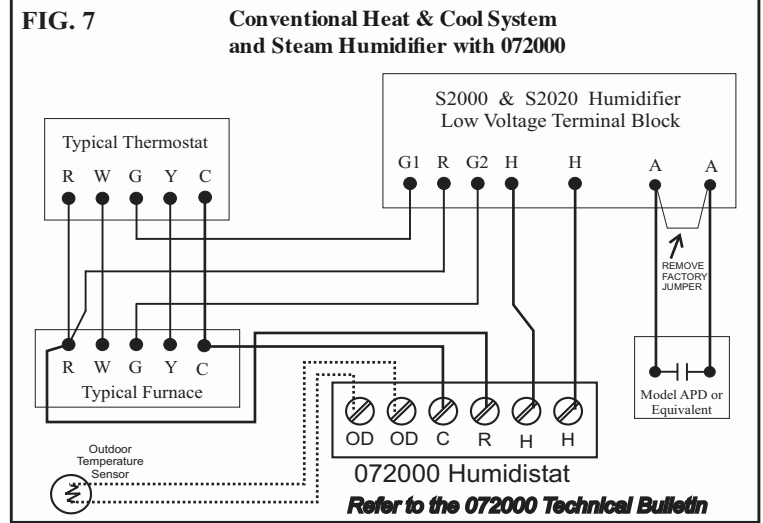 FIG. 7
Conventional Heat & Cool System
and Steam Humidifier with 072000
S2000 & S2020 Humidifier
Low Voltage Terminal Block
G1 R G2 H H A A
Typical Thermostat
R W G Y C
REMOVE
FACTORY
JUMPER
R W G Y C
Typical Furnace
Model APD or
Equivalent
OD OD C R H H
072000 Humidistat
Outdoor
Temperature
Sensor
Refer to the 072000 Technical Bulletin